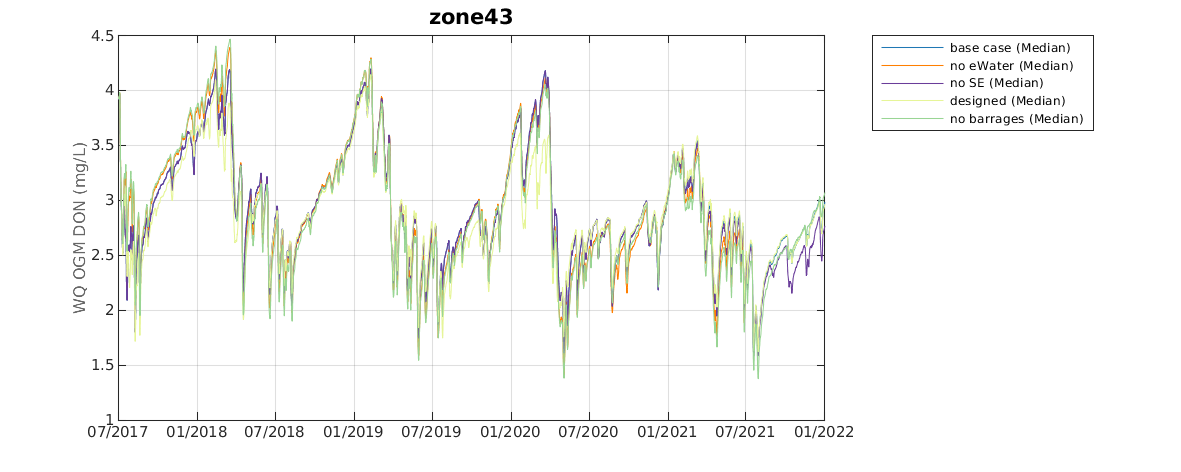 zone43
WQ OGM DON (mg/L)
4.5
4
3.5
3
2.5
2
1.5
1
07/2017
01/2018
07/2018
01/2019
07/2019
01/2020
07/2020
01/2021
07/2021
01/2022
base case (Median)
no eWater (Median)
no SE (Median)
designed (Median)
no barrages (Median)